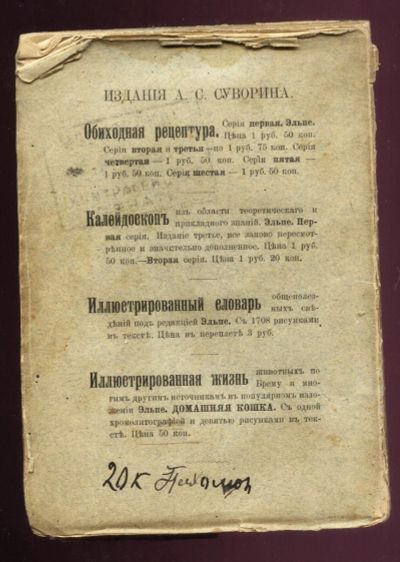 ИЗДАНІЯ А. С. СУВОРИНА.
Обиходная рецептура. Серія первая. Эльпе.
Цѣна 1 руб. 50 коп.
Серіи вторая и третья—по 1 руб. 75 коп. Серія
четвертая — 1 руб. 50 коп. Серія пятая —
1 руб. 50 коп. Серія шестая — 1 руб. 50 коп.
Калейдоскопъ изъ области теоретическаго и
прикладного знаній. Эльпе. Пер-
вая серія. Изданіе третье, все заново пересмот-
рѣнное и значительно дополненное. Цѣна 1 руб.
50 коп.—Вторая серія. Цѣна 1 руб. 20 коп.
Иллюстрированный словарь общеполез-
ныхъ свѣ-
дѣній подъ редакціей Эльпе. Съ 1708 рисунками
въ текстѣ. Цѣна въ переплетѣ 3 руб.
Иллюстрированная жизнь животныхъ по
Брему и мно-
гимъ другимъ источникамъ въ популярномъ изло-
женіи Эльпе. ДОМАШНЯЯ КОШКА. Съ одной
хромолитографіей и девятью рисунками въ тек-
стѣ. Цѣна 50 коп.
20к